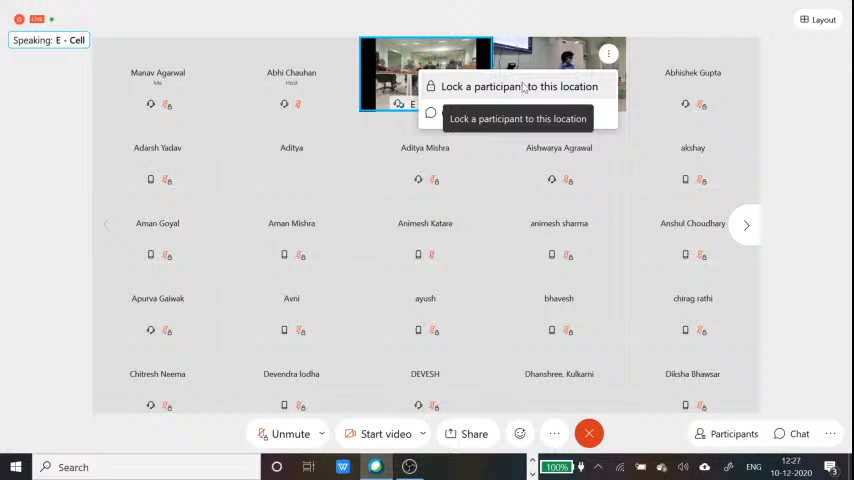 LIVE
Layout
Speaking: E - Cell
Manav Agarwal
Me
Abhi Chauhan
Host
E
Abhishek Gupta
Lock a participant to this location
Lock a participant to this location
Adarsh Yadav
Aditya
Aditya Mishra
Aishwarya Agrawal
akshay
Aman Goyal
Aman Mishra
Animesh Katare
animesh sharma
Anshul Choudhary
Apurva Gaiwak
Avni
ayush
bhavesh
chirag rathi
Chitresh Neema
Devendra lodha
DEVESH
Dhanshree, Kulkarni
Diksha Bhawsar
Unmute
Start video
Share
Participants
Chat
Search
100%
ENG
12:27
10-12-2020
3